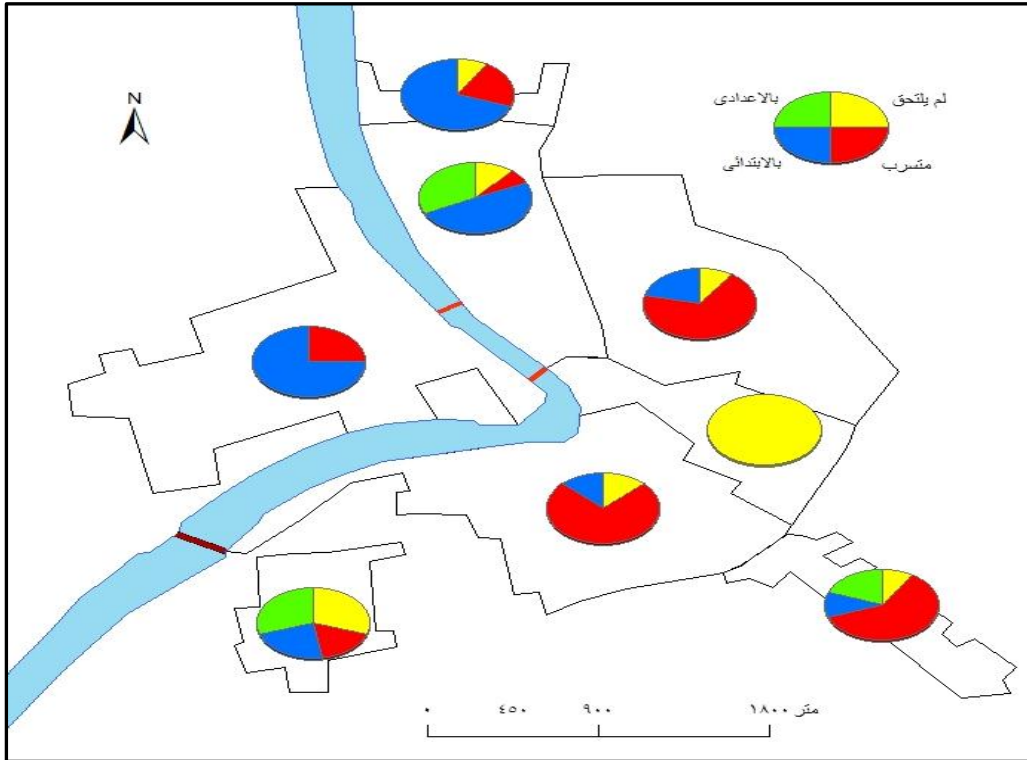 N
لم يلتحق
بالاعدادى
متسرب
بالابتدائى
٠ ٤٥٠ ٩٠٠ ١٨٠٠ متر